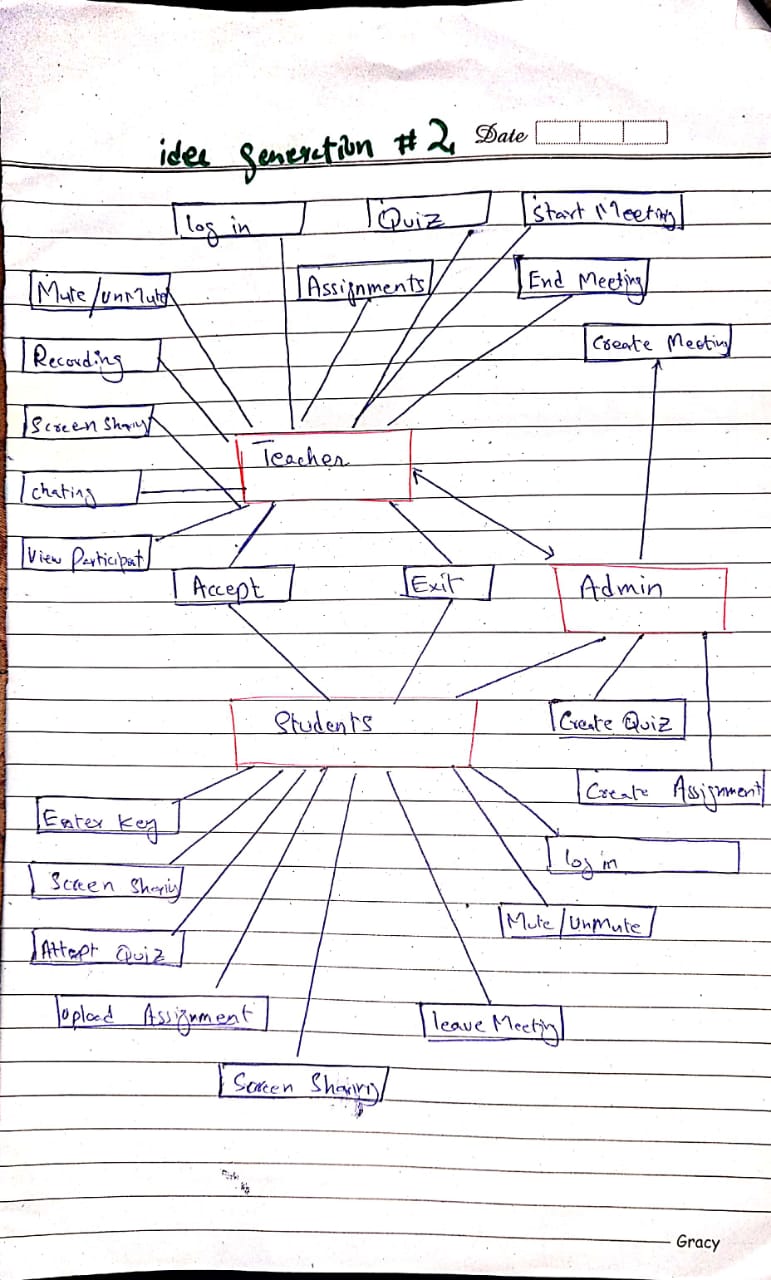 idea generation #2 Date
log in
Quiz
Start Meeting
Mute/UnMute
Assignments
End Meeting
Recording
Create Meeting
Screen Sharing
Teacher
Chating
View Participat
Accept
Exit
Admin
Students
Create Quiz
Create Assignment
Enter Key
log in
Screen Sharing
Mute/UnMute
Attept Quiz
Upload Assignment
leave Meeting
Screen Sharing
Gracy